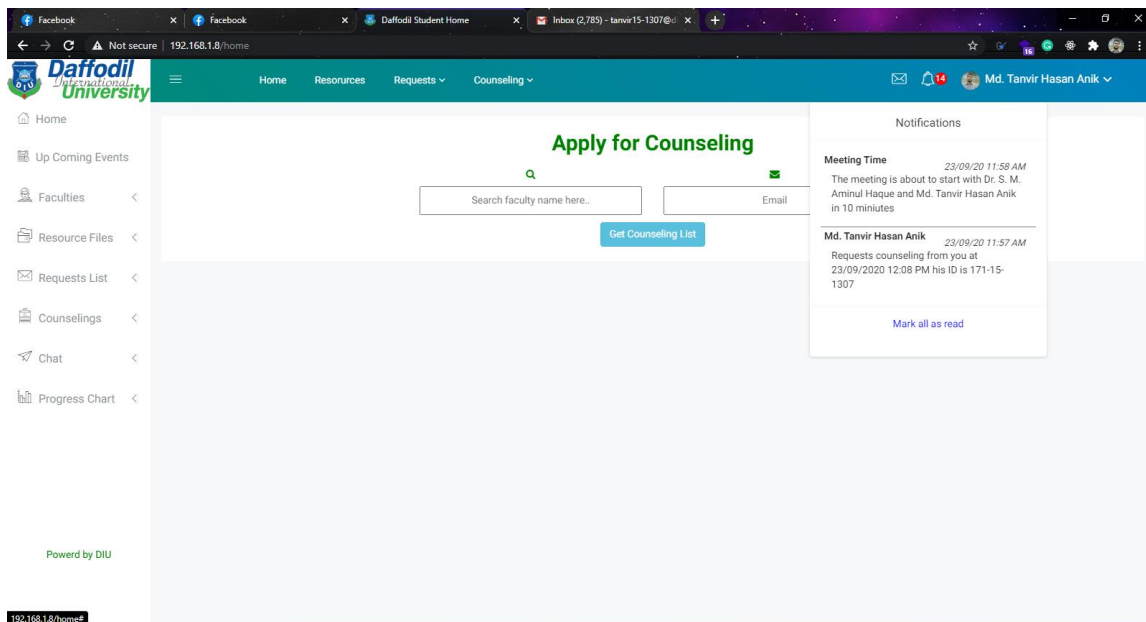 Facebook
Facebook
Daffodil Student Home
Inbox (2,785) - tanvir15-1307@d
Not secure | 192.168.1.8/home
16
Daffodil
International
University
Home
Resorurces
Requests
Counseling
14
Md. Tanvir Hasan Anik
Home
Up Coming Events
Faculties
Resource Files
Requests List
Counselings
Chat
Progress Chart
Powerd by DIU
Apply for Counseling
Search faculty name here..
Email
Get Counseling List
Notifications
Meeting Time
23/09/20 11:58 AM
The meeting is about to start with Dr. S. M.
Aminul Haque and Md. Tanvir Hasan Anik
in 10 miniutes
Md. Tanvir Hasan Anik
23/09/20 11:57 AM
Requests counseling from you at
23/09/2020 12:08 PM his ID is 171-15-
1307
Mark all as read
192.168.1.8/home#